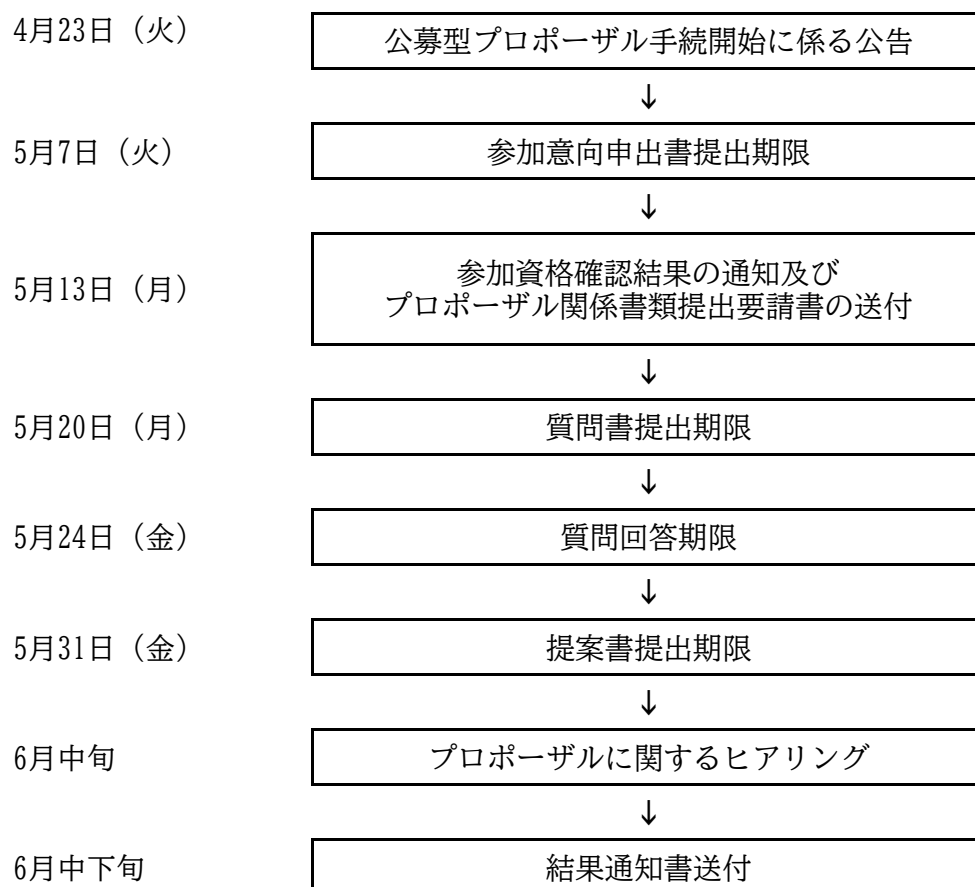 4月23日（火）
公募型プロポーザル手続開始に係る公告
↓
5月7日（火）
参加意向申出書提出期限
↓
5月13日（月）
参加資格確認結果の通知及び
プロポーザル関係書類提出要請書の送付
↓
5月20日（月）
質問書提出期限
↓
5月24日（金）
質問回答期限
↓
5月31日（金）
提案書提出期限
↓
6月中旬
プロポーザルに関するヒアリング
↓
6月中下旬
結果通知書送付